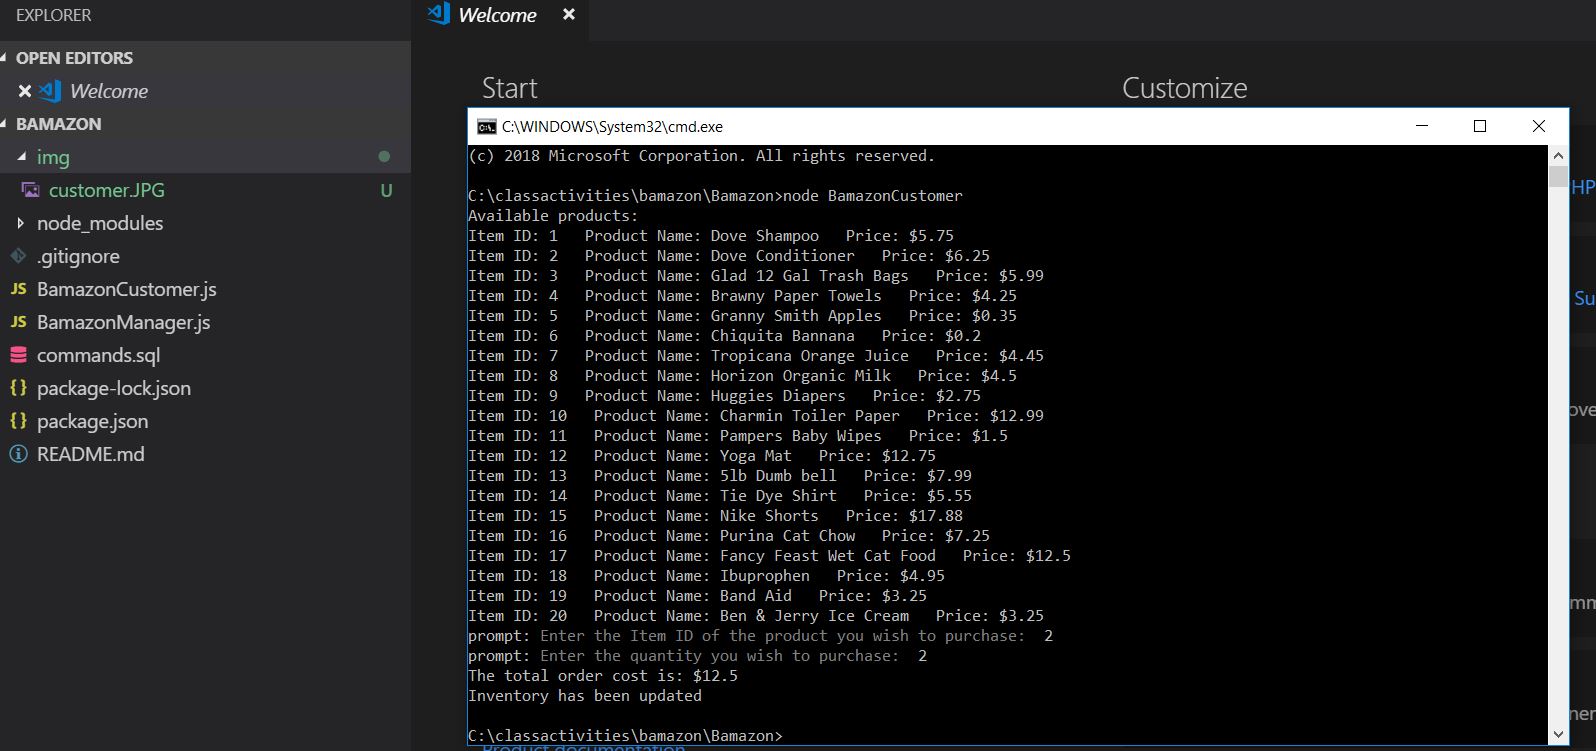 EXPLORER
OPEN EDITORS
Welcome
BAMAZON
img
customer.JPG U
node_modules
.gitignore
JS BamazonCustomer.js
JS BamazonManager.js
commands.sql
{} package-lock.json
{} package.json
README.md
Welcome
Start
Customize
C:\WINDOWS\System32\cmd.exe
(c) 2018 Microsoft Corporation. All rights reserved.
C:\classactivities\bamazon\Bamazon>node BamazonCustomer
Available products:
Item ID: 1 Product Name: Dove Shampoo Price: $5.75
Item ID: 2 Product Name: Dove Conditioner Price: $6.25
Item ID: 3 Product Name: Glad 12 Gal Trash Bags Price: $5.99
Item ID: 4 Product Name: Brawny Paper Towels Price: $4.25
Item ID: 5 Product Name: Granny Smith Apples Price: $0.35
Item ID: 6 Product Name: Chiquita Bannana Price: $0.2
Item ID: 7 Product Name: Tropicana Orange Juice Price: $4.45
Item ID: 8 Product Name: Horizon Organic Milk Price: $4.5
Item ID: 9 Product Name: Huggies Diapers Price: $2.75
Item ID: 10 Product Name: Charmin Toiler Paper Price: $12.99
Item ID: 11 Product Name: Pampers Baby Wipes Price: $1.5
Item ID: 12 Product Name: Yoga Mat Price: $12.75
Item ID: 13 Product Name: 5lb Dumb bell Price: $7.99
Item ID: 14 Product Name: Tie Dye Shirt Price: $5.55
Item ID: 15 Product Name: Nike Shorts Price: $17.88
Item ID: 16 Product Name: Purina Cat Chow Price: $7.25
Item ID: 17 Product Name: Fancy Feast Wet Cat Food Price: $12.5
Item ID: 18 Product Name: Ibuprophen Price: $4.95
Item ID: 19 Product Name: Band Aid Price: $3.25
Item ID: 20 Product Name: Ben & Jerry Ice Cream Price: $3.25
prompt: Enter the Item ID of the product you wish to purchase: 2
prompt: Enter the quantity you wish to purchase: 2
The total order cost is: $12.5
Inventory has been updated
C:\classactivities\bamazon\Bamazon>
Product documentation
HP
Su